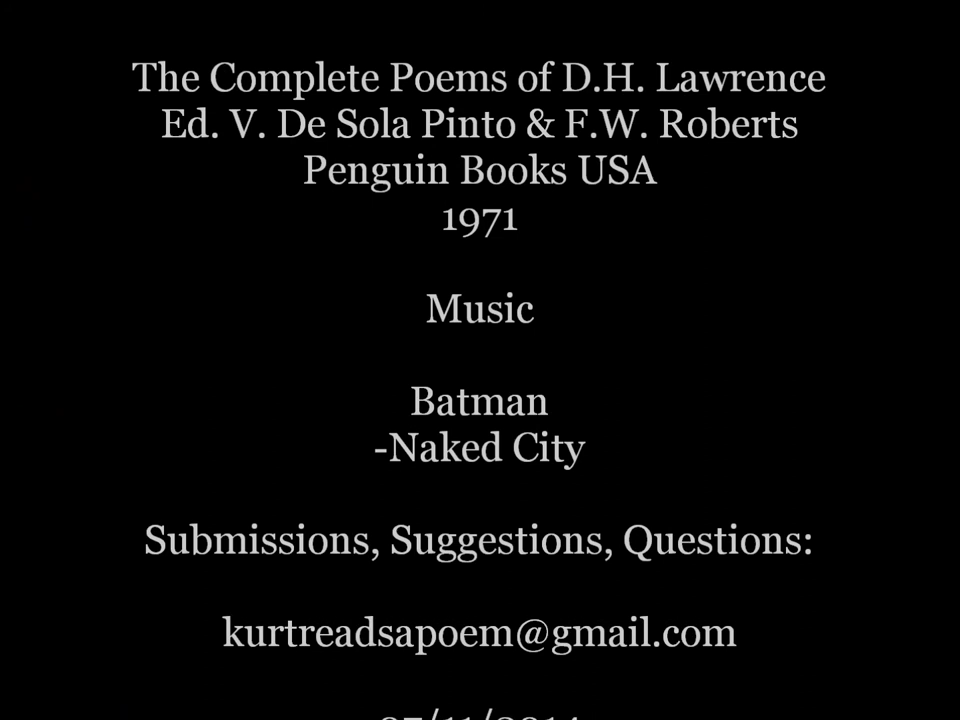 The Complete Poems of D.H. Lawrence
Ed. V. De Sola Pinto & F.W. Roberts
Penguin Books USA
1971
Music
Batman
-Naked City
Submissions, Suggestions, Questions:
kurtreadsapoem@gmail.com